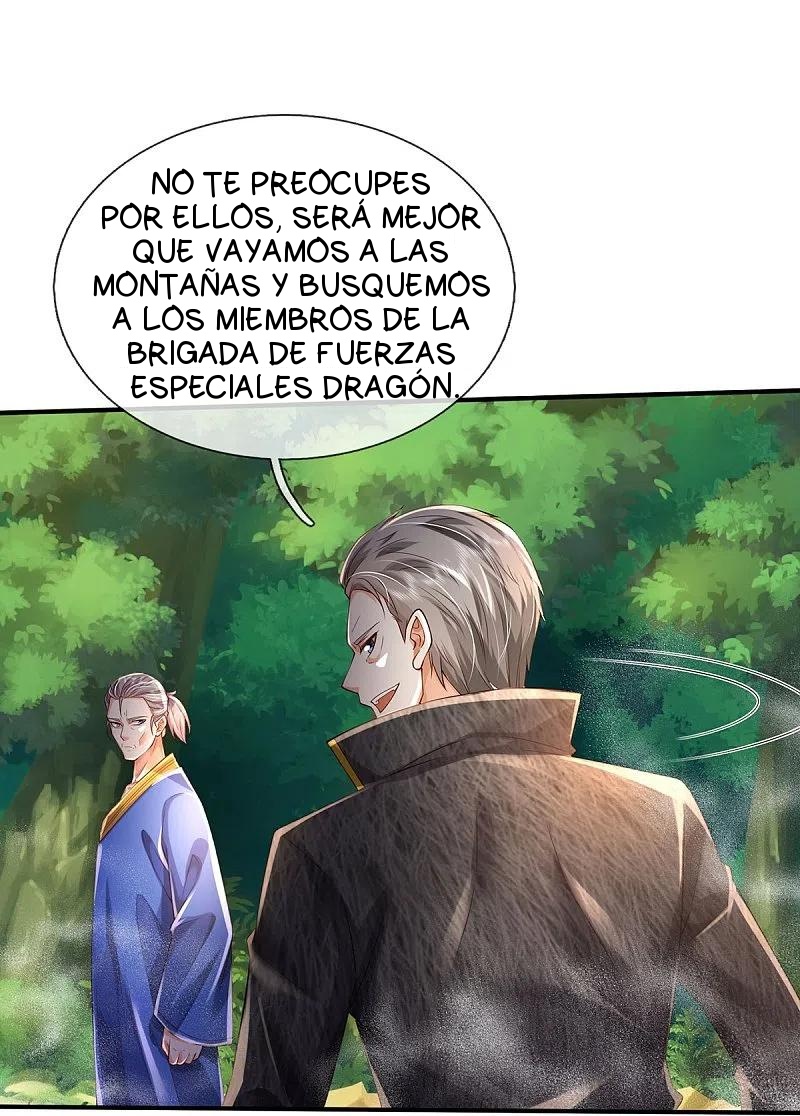 NO TE PREOCUPES
POR ELLOS, SERÁ MEJOR
QUE VAYAMOS A LAS
MONTAÑAS Y BUSQUEMOS
A LOS MIEMBROS DE LA
BRIGADA DE FUERZAS
ESPECIALES DRAGÓN.